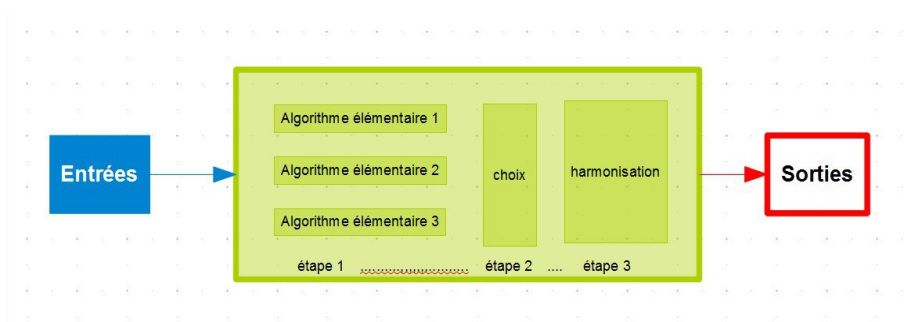 Entrées
Algorithme élémentaire 1
Algorithme élémentaire 2
Algorithme élémentaire 3
choix
harmonisation
étape 1 ............................ étape 2 .... étape 3
Sorties